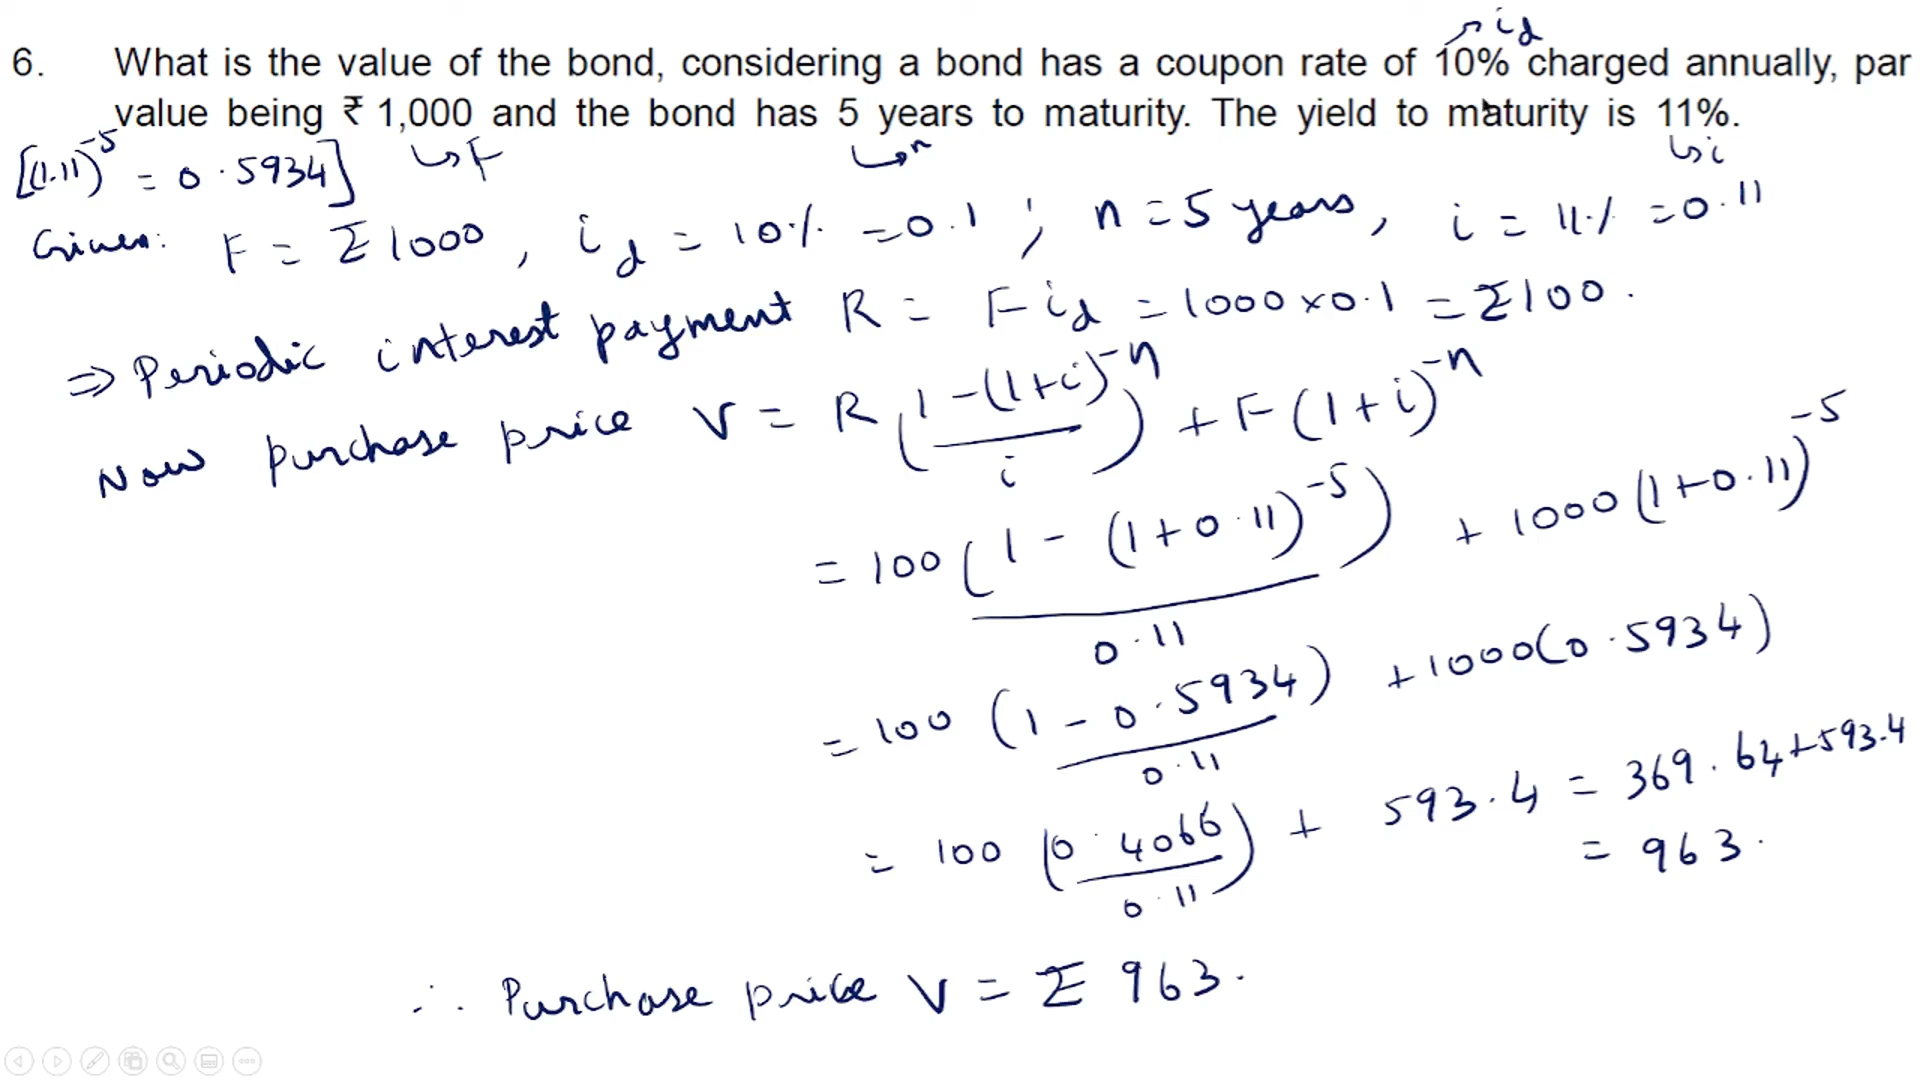 6. What is the value of the bond, considering a bond has a coupon rate of 10% charged annually, par
value being ₹ 1,000 and the bond has 5 years to maturity. The yield to maturity is 11%.
→ i_d
[(1.11)^-5 = 0.5934] ↳ F ↳ n ↳ i
Given: F = ₹ 1000, i_d = 10% = 0.1 ; n = 5 years, i = 11% = 0.11
⇒ Periodic interest payment R = F i_d = 1000 × 0.1 = ₹ 100.
Now purchase price V = R ((1 - (1+i)^-n) / i) + F (1+i)^-n
= 100 ((1 - (1+0.11)^-5) / 0.11) + 1000 (1+0.11)^-5
= 100 ((1 - 0.5934) / 0.11) + 1000 (0.5934)
= 100 (0.4066 / 0.11) + 593.4 = 369.64 + 593.4
= 963.
∴ Purchase price V = ₹ 963.